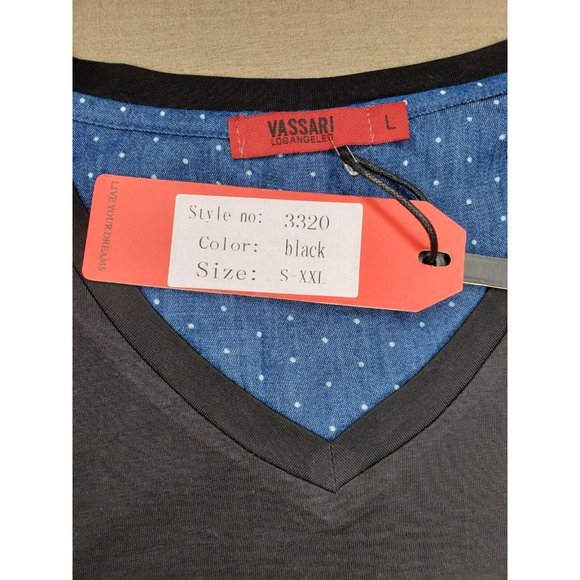 VASSARI
LOS ANGELES
L
Style no: 3320
Color: black
Size: S-XXL
LIVE YOUR DREAMS